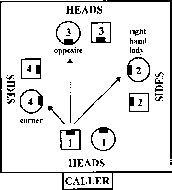 HEADS
3
3
opposite
right
hand
lady
4
2
SIDES
SIDES
4
2
corner
1
1
HEADS
CALLER